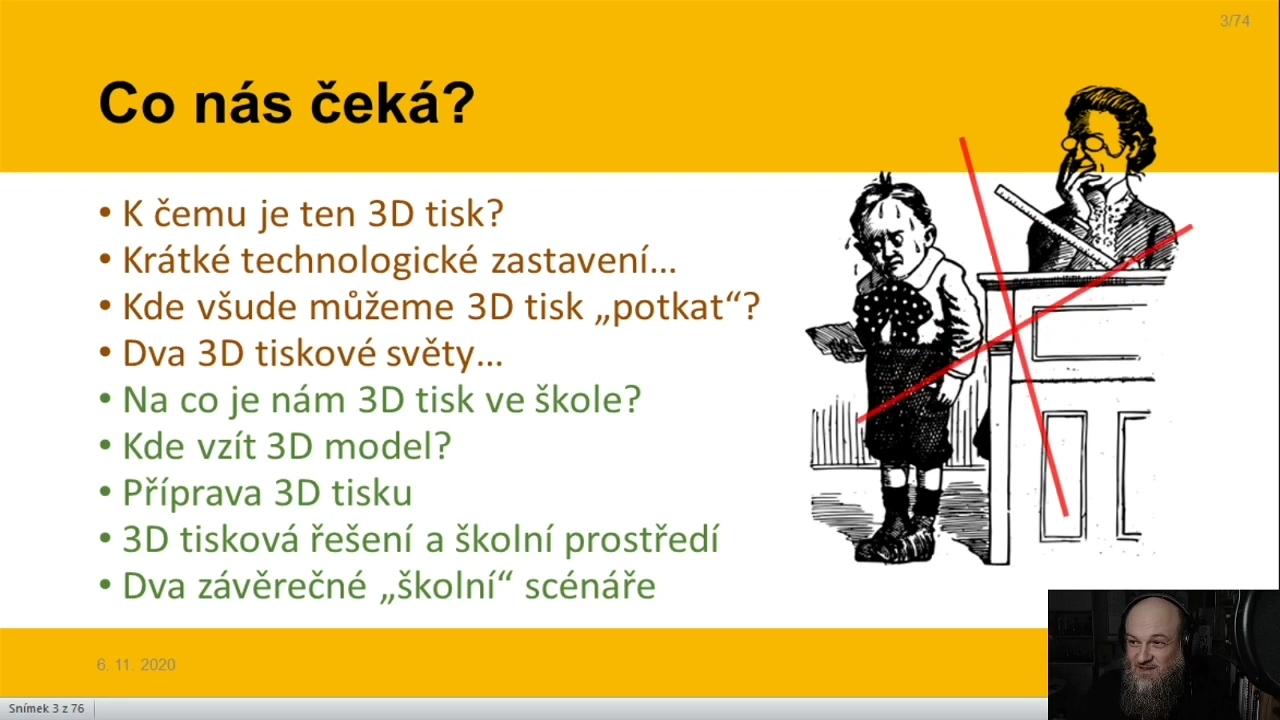 3/74
Co nás čeká?
• K čemu je ten 3D tisk?
• Krátké technologické zastavení...
• Kde všude můžeme 3D tisk „potkat“?
• Dva 3D tiskové světy...
• Na co je nám 3D tisk ve škole?
• Kde vzít 3D model?
• Příprava 3D tisku
• 3D tisková řešení a školní prostředí
• Dva závěrečné „školní“ scénáře
6. 11. 2020
Snímek 3 z 76